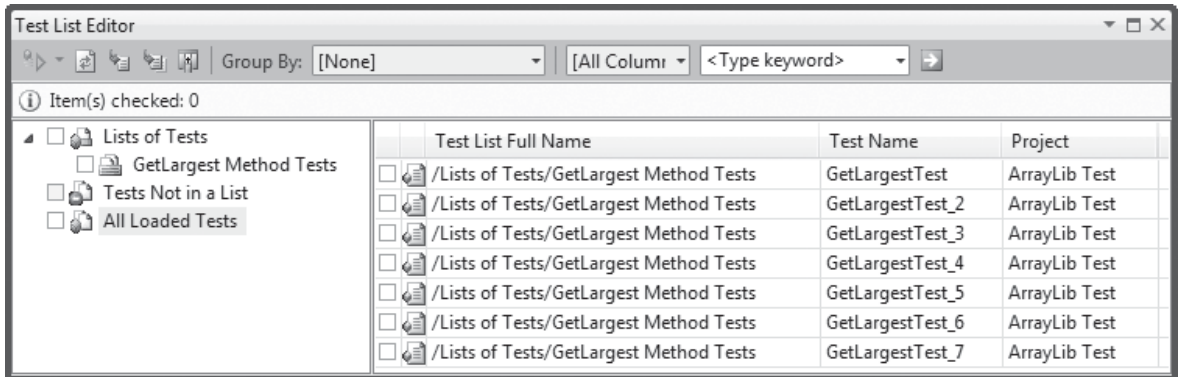 Test List Editor
Group By: [None] [All Colum <Type keyword>
Item(s) checked: 0
Lists of Tests
GetLargest Method Tests
Tests Not in a List
All Loaded Tests
Test List Full Name Test Name Project
/Lists of Tests/GetLargest Method Tests GetLargestTest ArrayLib Test
/Lists of Tests/GetLargest Method Tests GetLargestTest_2 ArrayLib Test
/Lists of Tests/GetLargest Method Tests GetLargestTest_3 ArrayLib Test
/Lists of Tests/GetLargest Method Tests GetLargestTest_4 ArrayLib Test
/Lists of Tests/GetLargest Method Tests GetLargestTest_5 ArrayLib Test
/Lists of Tests/GetLargest Method Tests GetLargestTest_6 ArrayLib Test
/Lists of Tests/GetLargest Method Tests GetLargestTest_7 ArrayLib Test